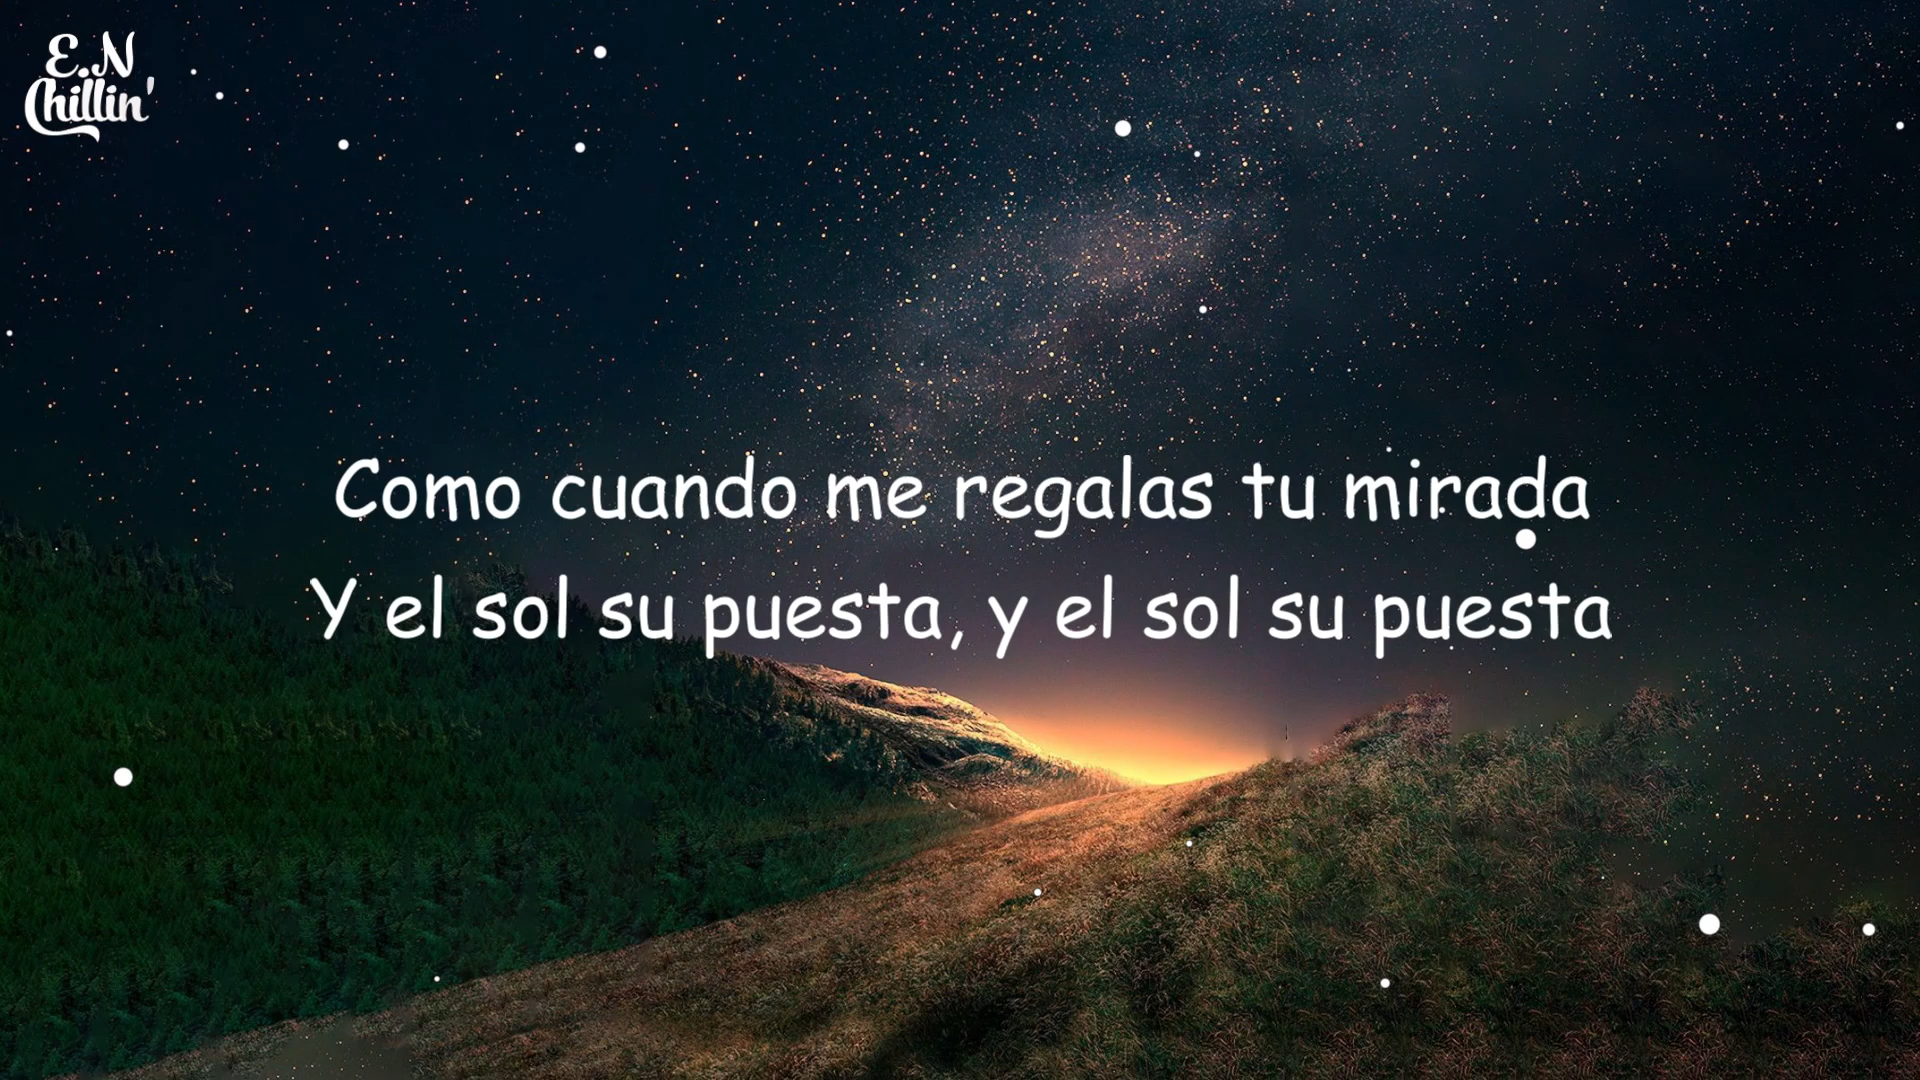 E.N
Chillin'
Como cuando me regalas tu mirada
Y el sol su puesta, y el sol su puesta